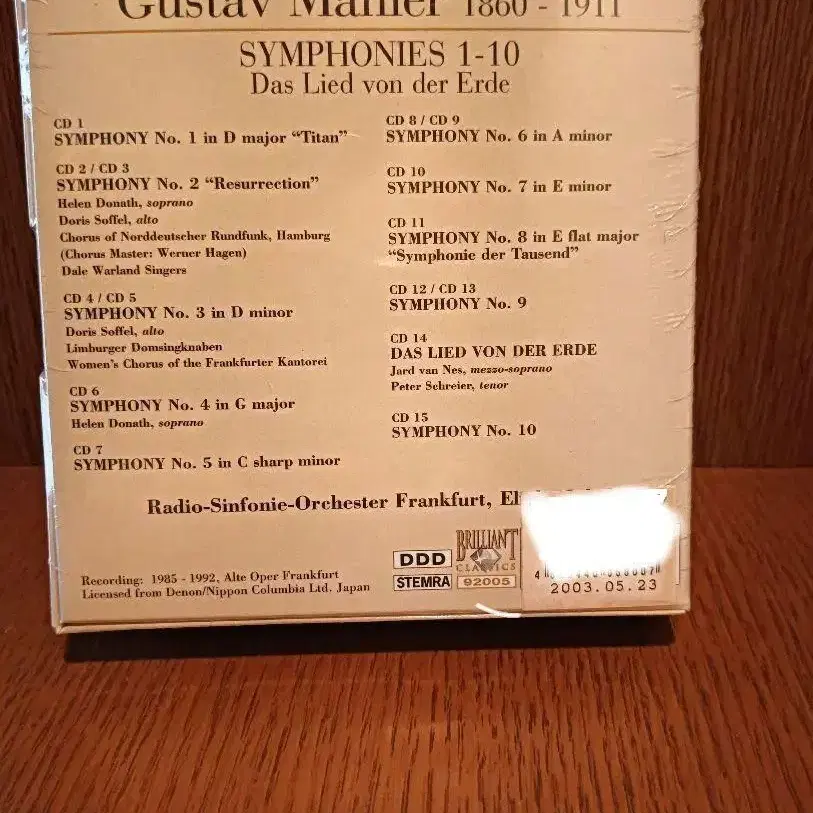 Gustav Mahler 1860 - 1911
SYMPHONIES 1-10
Das Lied von der Erde
CD 1
SYMPHONY No. 1 in D major “Titan”
CD 2 / CD 3
SYMPHONY No. 2 “Resurrection”
Helen Donath, soprano
Doris Soffel, alto
Chorus of Norddeutscher Rundfunk, Hamburg
(Chorus Master: Werner Hagen)
Dale Warland Singers
CD 4 / CD 5
SYMPHONY No. 3 in D minor
Doris Soffel, alto
Limburger Domsingknaben
Women's Chorus of the Frankfurter Kantorei
CD 6
SYMPHONY No. 4 in G major
Helen Donath, soprano
CD 7
SYMPHONY No. 5 in C sharp minor
CD 8 / CD 9
SYMPHONY No. 6 in A minor
CD 10
SYMPHONY No. 7 in E minor
CD 11
SYMPHONY No. 8 in E flat major
“Symphonie der Tausend”
CD 12 / CD 13
SYMPHONY No. 9
CD 14
DAS LIED VON DER ERDE
Jard van Nes, mezzo-soprano
Peter Schreier, tenor
CD 15
SYMPHONY No. 10
Radio-Sinfonie-Orchester Frankfurt,
Recording: 1985 - 1992, Alte Oper Frankfurt
Licensed from Denon/Nippon Columbia Ltd. Japan
DDD
STEMRA
BRILLIANT
CLASSICS
92005
2003.05.23